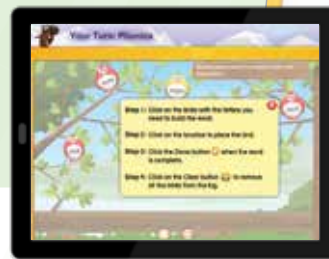 Your Turn: Phonics
Step 1: Click on the birds with the letters you
need to build the word.
Step 2: Click on the location to place the bird.
Step 3: Click the Done button when the word
is complete.
Step 4: Click on the Clear button to remove
all the birds from the log.